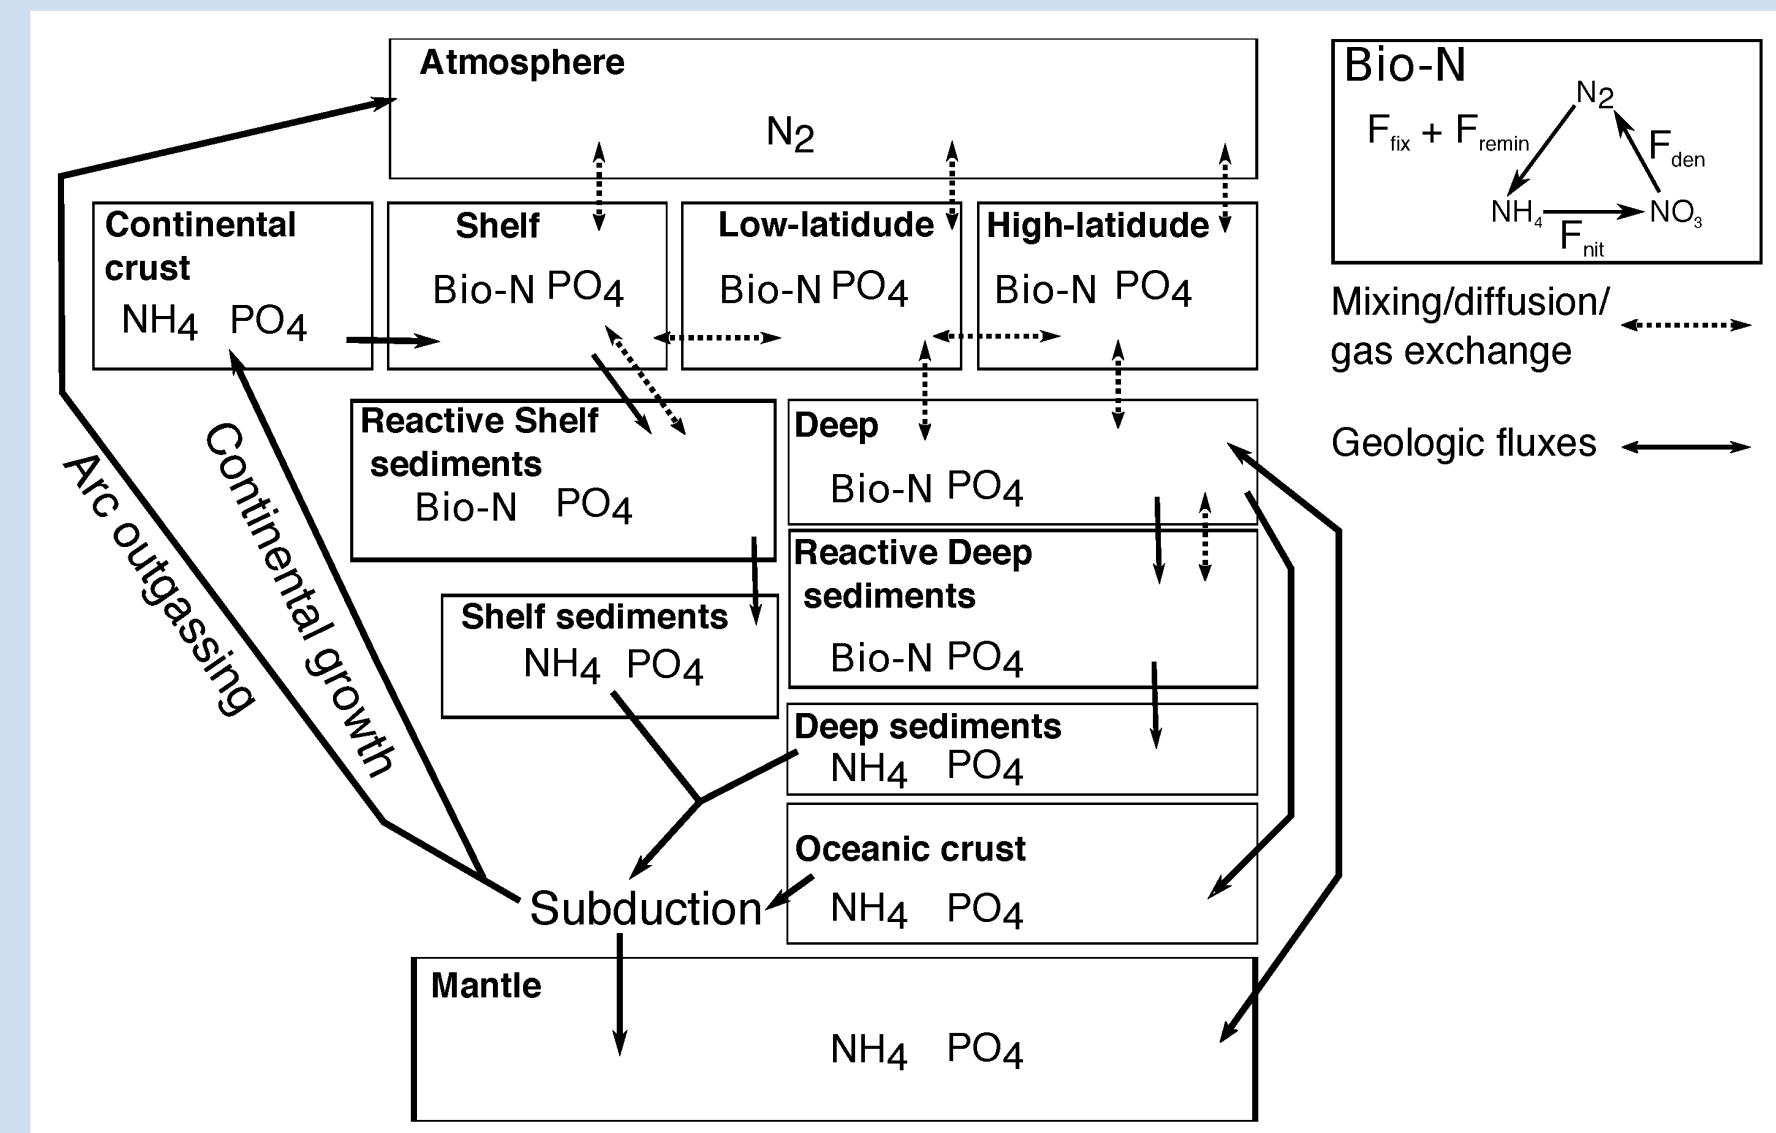 Atmosphere
N2
Continental
crust
NH4 PO4
Shelf
Bio-N PO4
Low-latidude
Bio-N PO4
High-latidude
Bio-N PO4
Reactive Shelf
sediments
Bio-N PO4
Deep
Bio-N PO4
Reactive Deep
sediments
Bio-N PO4
Shelf sediments
NH4 PO4
Deep sediments
NH4 PO4
Oceanic crust
NH4 PO4
Subduction
Mantle
NH4 PO4
Arc outgassing
Continental growth
Bio-N
N2
Ffix + Fremin
Fden
NH4
NO3
Fnit
Mixing/diffusion/
gas exchange
Geologic fluxes